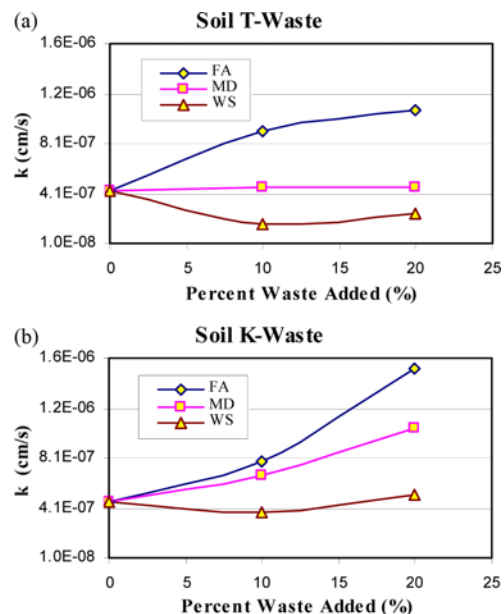 (a)
Soil T-Waste
1.6E-06
1.2E-06
8.1E-07
4.1E-07
1.0E-08
k (cm/s)
FA
MD
WS
0 5 10 15 20 25
Percent Waste Added (%)
(b)
Soil K-Waste
1.6E-06
1.2E-06
8.1E-07
4.1E-07
1.0E-08
k (cm/s)
FA
MD
WS
0 5 10 15 20 25
Percent Waste Added (%)